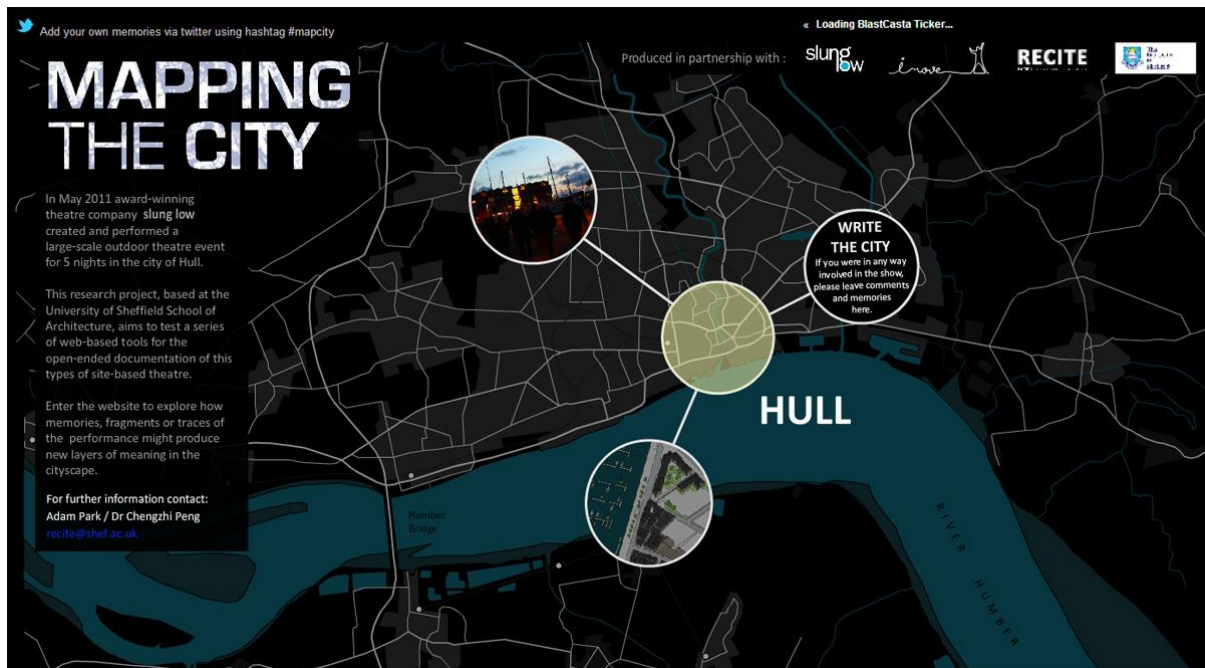 Add your own memories via twitter using hashtag #mapcity
« Loading BlastCasta Ticker...
Produced in partnership with :
slung
low
RECITE
MAPPING
THE CITY
In May 2011 award-winning
theatre company slung low
created and performed a
large-scale outdoor theatre event
for 5 nights in the city of Hull.
This research project, based at the
University of Sheffield School of
Architecture, aims to test a series
of web-based tools for the
open-ended documentation of this
types of site-based theatre.
Enter the website to explore how
memories, fragments or traces of
the performance might produce
new layers of meaning in the
cityscape.
For further information contact:
Adam Park / Dr Chengzhi Peng
recite@shef.ac.uk
WRITE
THE CITY
If you were in any way
involved in the show,
please leave comments
and memories
here.
HULL
Humber
Bridge
RIVER HUMBER